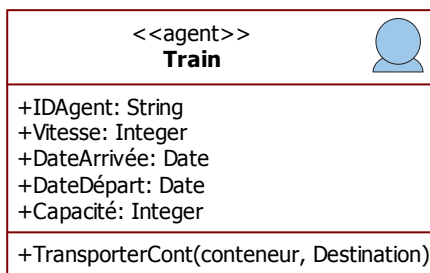 <<agent>>
Train
+IDAgent: String
+Vitesse: Integer
+DateArrivée: Date
+DateDépart: Date
+Capacité: Integer
+TransporterCont(conteneur, Destination)